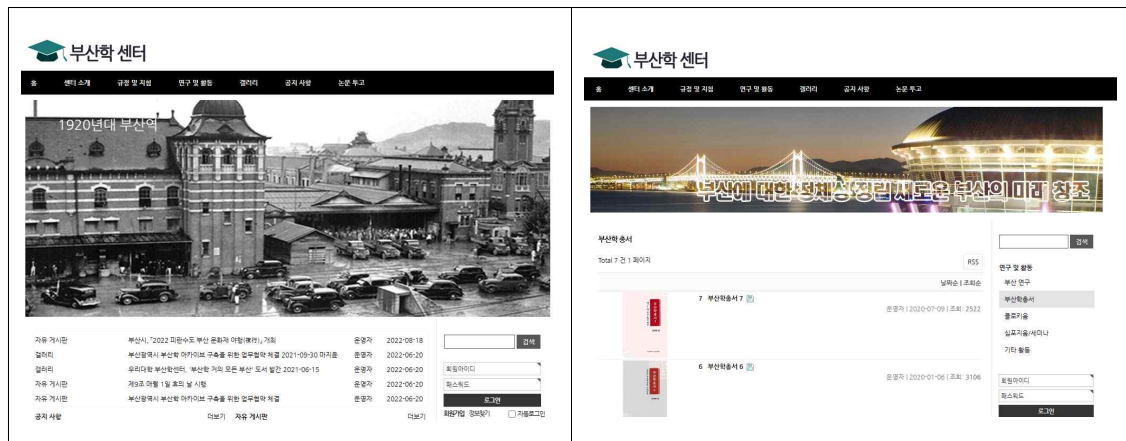 부산학 센터
홈 센터 소개 규정 및 지침 연구 및 활동 갤러리 공지 사항 논문 투고
1920년대 부산역
자유 게시판 부산시, 「2022 피란수도 부산 문화재 야행(夜行)」 개최 운영자 2022-08-18
갤러리 부산광역시 부산학 아카이브 구축을 위한 업무협약 체결 2021-09-30 마지윤 운영자 2022-06-20
갤러리 우리대학 부산학센터, '부산학 거의 모든 부산' 도서 발간 2021-06-15 운영자 2022-06-20
자유 게시판 제9조 매월 1일 효의 날 시행 운영자 2022-06-20
자유 게시판 부산광역시 부산학 아카이브 구축을 위한 업무협약 체결 운영자 2022-06-20
공지 사항 더보기 자유 게시판 더보기
검색
회원아이디
패스워드
로그인
회원가입 정보찾기 자동로그인
부산학 센터
홈 센터 소개 규정 및 지침 연구 및 활동 갤러리 공지 사항 논문 투고
부산에 대한 정체성 정립 새로운 부산의 미래 창조
부산학 총서
Total 7 건 1 페이지
RSS
날짜순 | 조회순
7 부산학총서 7
운영자 | 2020-07-09 | 조회: 2522
6 부산학총서 6
운영자 | 2020-01-06 | 조회: 3106
검색
연구 및 활동
부산 연구
부산학총서
콜로키움
심포지움/세미나
기타 활동
회원아이디
패스워드
로그인